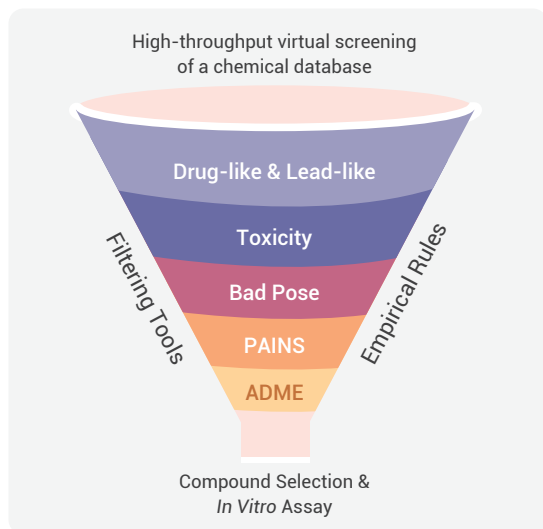 High-throughput virtual screening
of a chemical database
Drug-like & Lead-like
Toxicity
Bad Pose
PAINS
ADME
Filtering Tools
Empirical Rules
Compound Selection &
In Vitro Assay